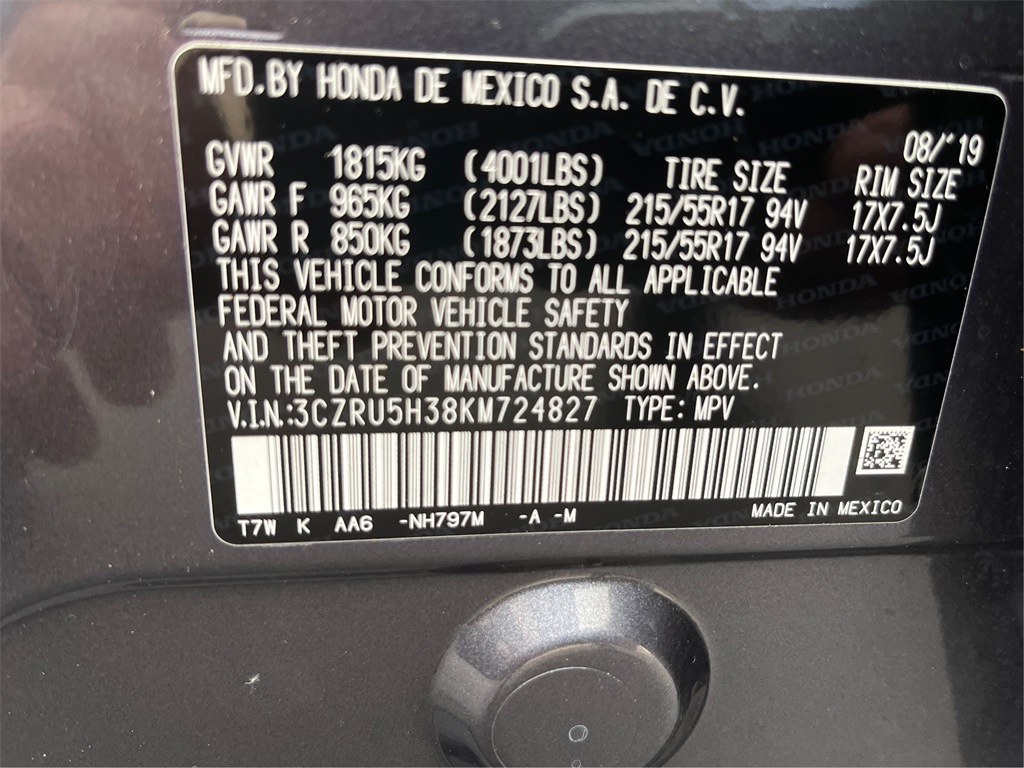 MFD.BY HONDA DE MEXICO S.A. DE C.V.
08/'19
GVWR 1815KG (4001LBS) TIRE SIZE RIM SIZE
GAWR F 965KG (2127LBS) 215/55R17 94V 17X7.5J
GAWR R 850KG (1873LBS) 215/55R17 94V 17X7.5J
THIS VEHICLE CONFORMS TO ALL APPLICABLE
FEDERAL MOTOR VEHICLE SAFETY
AND THEFT PREVENTION STANDARDS IN EFFECT
ON THE DATE OF MANUFACTURE SHOWN ABOVE.
V.I.N.:3CZRU5H38KM724827 TYPE: MPV
T7W K AA6 -NH797M -A -M MADE IN MEXICO